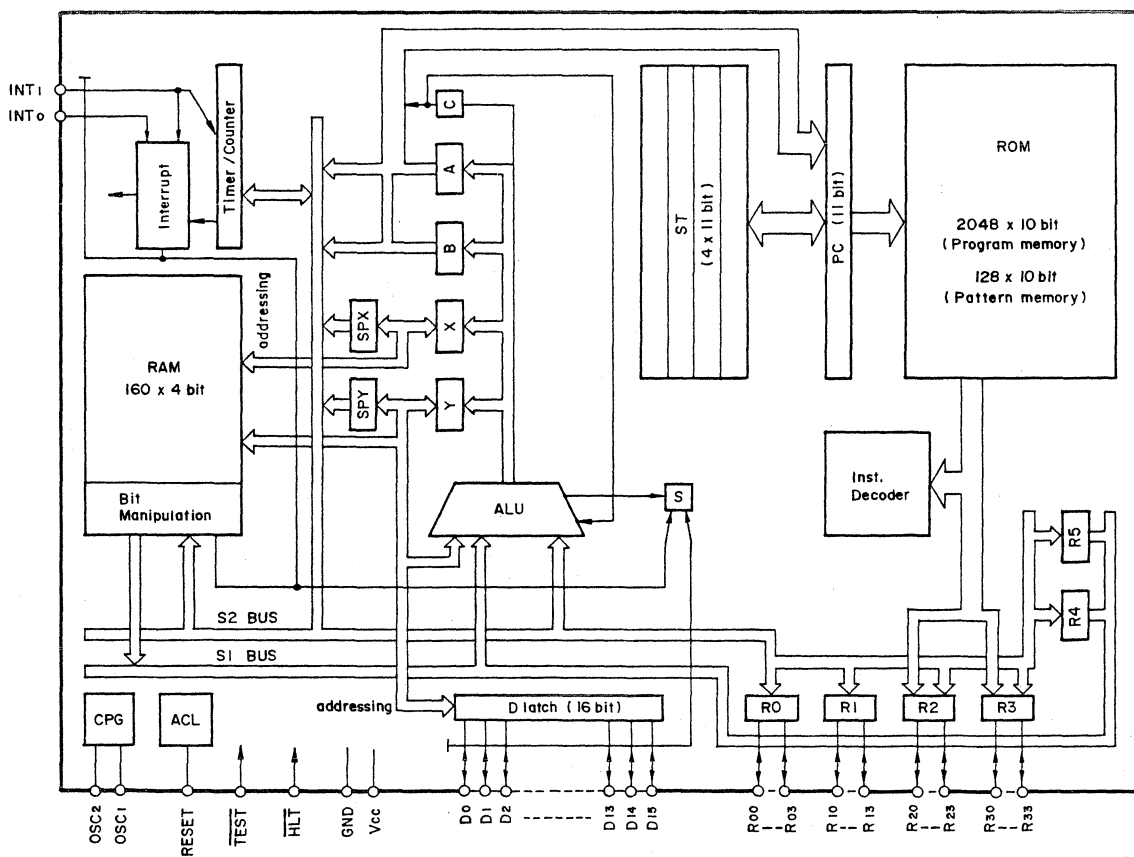 INT1
INT0
Interrupt
Timer / Counter
C
A
B
SPX
X
SPY
Y
addressing
RAM
160 x 4 bit
Bit
Manipulation
ALU
S
ST
(4 x 11 bit)
PC (11 bit)
ROM
2048 x 10 bit
(Program memory)
128 x 10 bit
(Pattern memory)
Inst.
Decoder
R5
R4
S2 BUS
S1 BUS
CPG
ACL
addressing
D latch (16 bit)
R0
R1
R2
R3
OSC2
OSC1
RESET
TEST
HLT
GND
Vcc
D0
D1
D2
D13
D14
D15
R00
R03
R10
R13
R20
R23
R30
R33